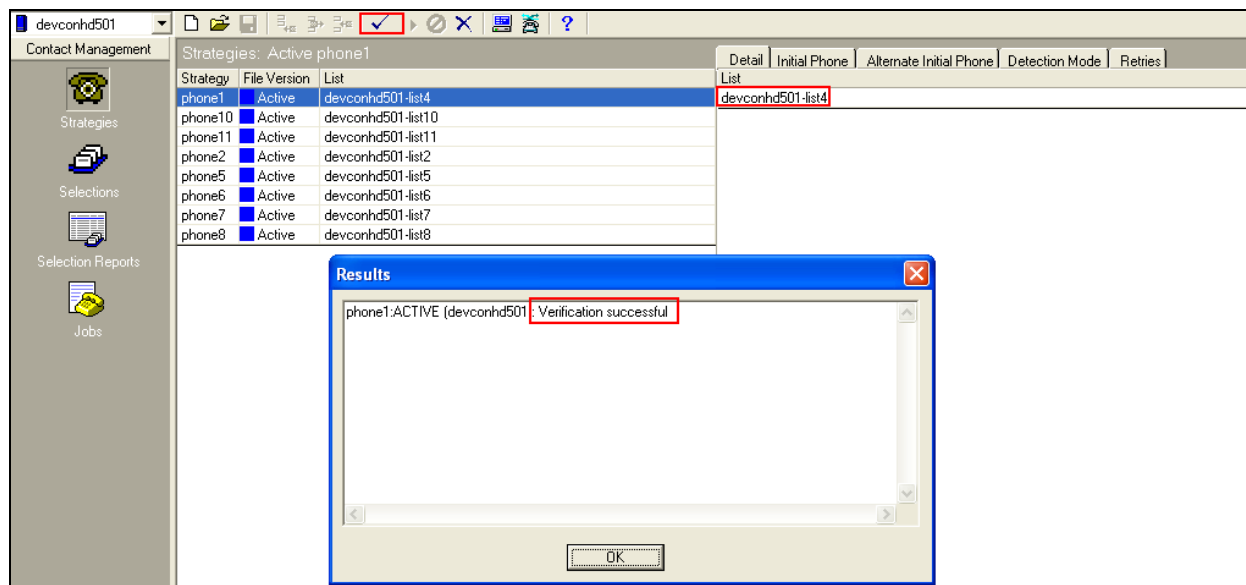 devconhd501
Contact Management
Strategies
Selections
Selection Reports
Jobs
Strategies: Active phone1
Strategy File Version List
phone1 Active devconhd501-list4
phone10 Active devconhd501-list10
phone11 Active devconhd501-list11
phone2 Active devconhd501-list2
phone5 Active devconhd501-list5
phone6 Active devconhd501-list6
phone7 Active devconhd501-list7
phone8 Active devconhd501-list8
Detail Initial Phone Alternate Initial Phone Detection Mode Retries
List
devconhd501-list4
Results
phone1:ACTIVE (devconhd501): Verification successful
OK